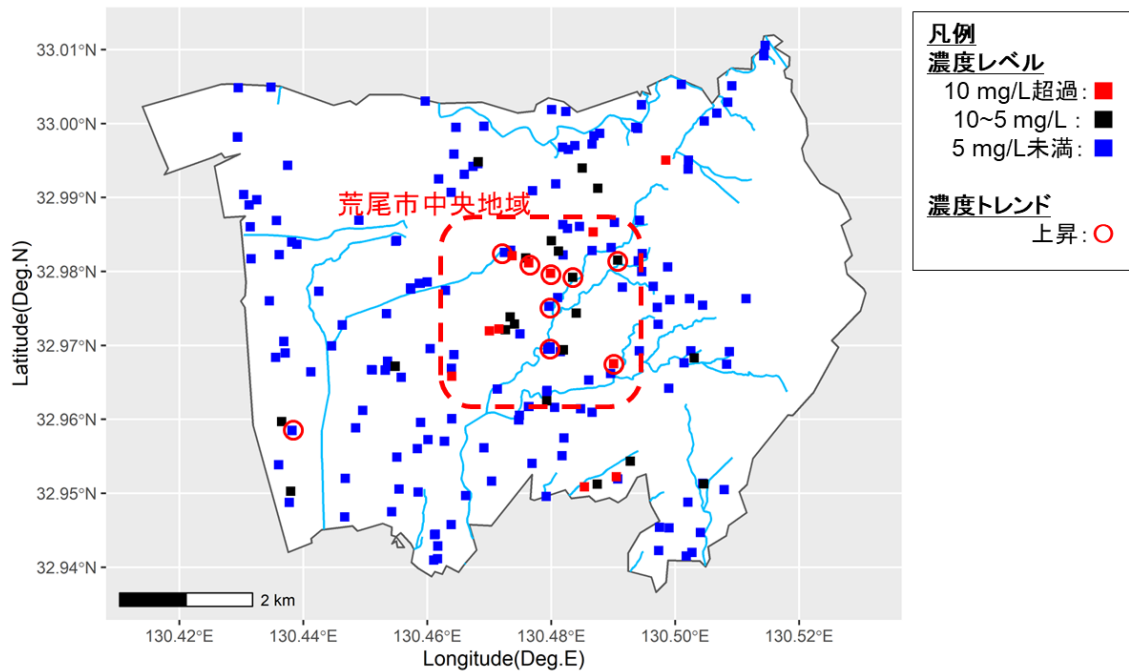 33.01°N
33.00°N
32.99°N
32.98°N
32.97°N
32.96°N
32.95°N
32.94°N
Latitude(Deg.N)
荒尾市中央地域
2 km
130.42°E
130.44°E
130.46°E
130.48°E
130.50°E
130.52°E
Longitude(Deg.E)
凡例
濃度レベル
10 mg/L超過:
10~5 mg/L :
5 mg/L未満:
濃度トレンド
上昇: